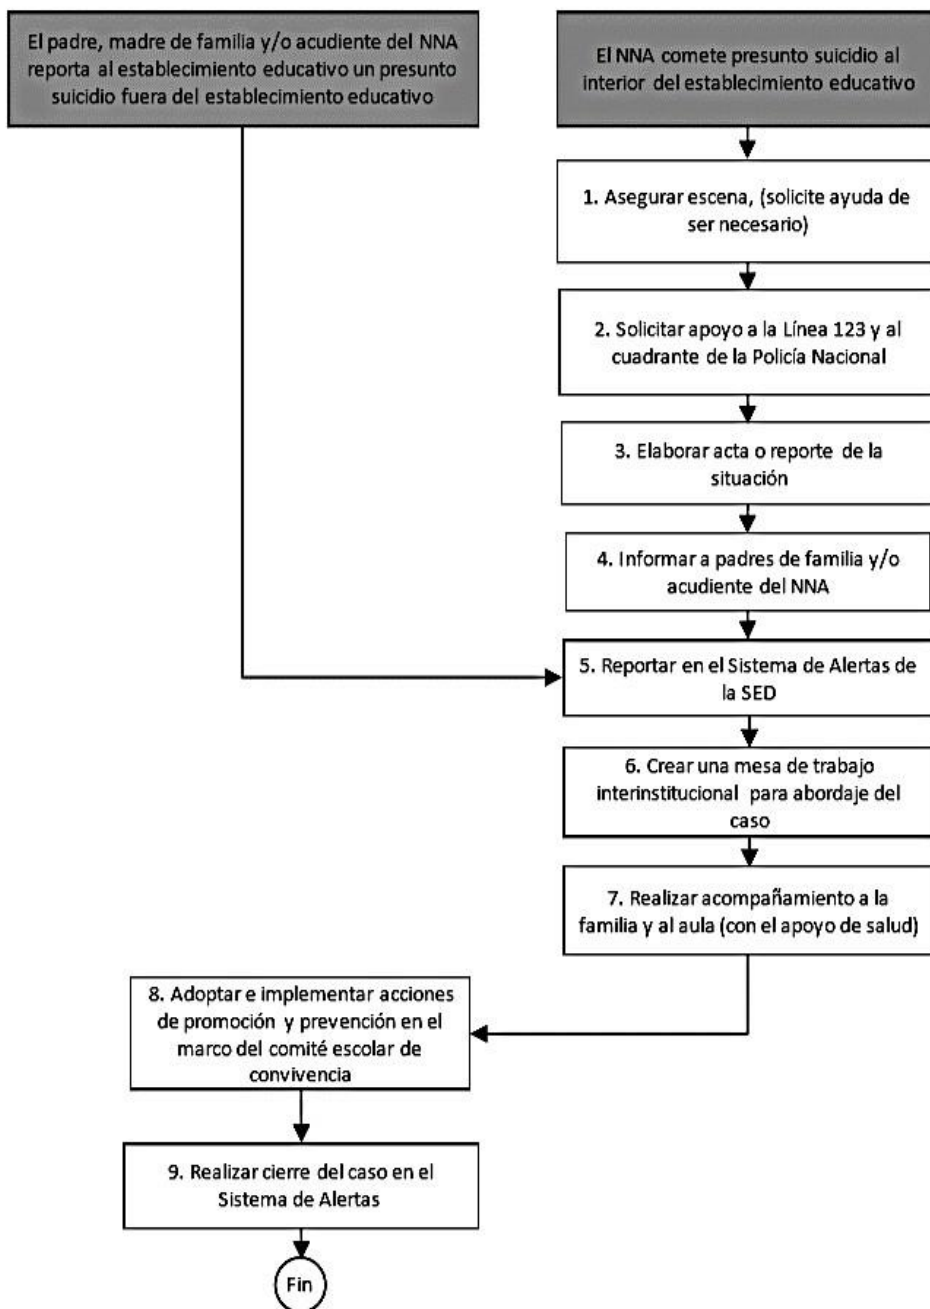 El padre, madre de familia y/o acudiente del NNA
reporta al establecimiento educativo un presunto
suicidio fuera del establecimiento educativo
El NNA comete presunto suicidio al
interior del establecimiento educativo
1. Asegurar escena, (solicite ayuda de
ser necesario)
2. Solicitar apoyo a la Línea 123 y al
cuadrante de la Policía Nacional
3. Elaborar acta o reporte de la
situación
4. Informar a padres de familia y/o
acudiente del NNA
5. Reportar en el Sistema de Alertas de
la SED
6. Crear una mesa de trabajo
interinstitucional para abordaje del
caso
7. Realizar acompañamiento a la
familia y al aula (con el apoyo de salud)
8. Adoptar e implementar acciones
de promoción y prevención en el
marco del comité escolar de
convivencia
9. Realizar cierre del caso en el
Sistema de Alertas
Fin